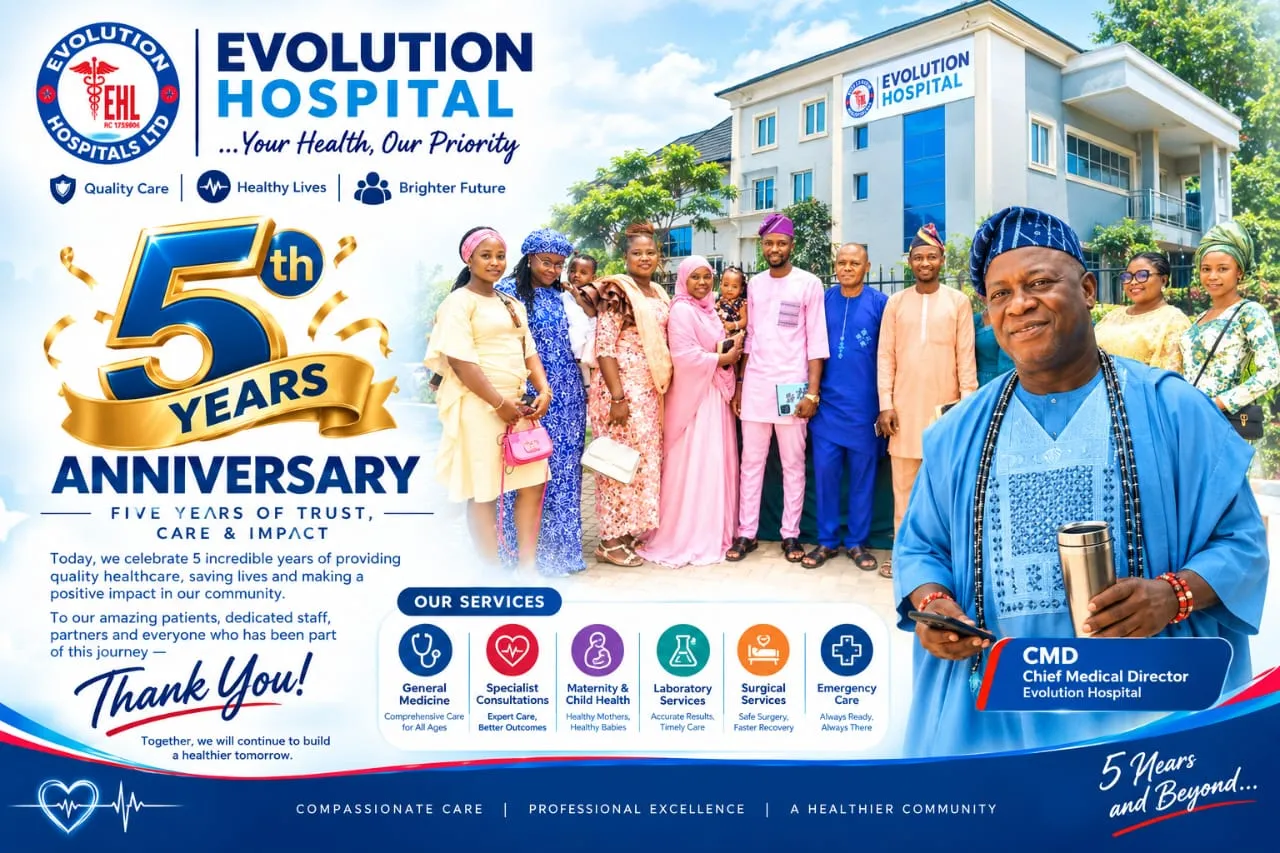 EVOLUTION
HOSPITALS LTD
EHL
RC 1759604
EVOLUTION
HOSPITAL
...Your Health, Our Priority
Quality Care
Healthy Lives
Brighter Future
EVOLUTION
HOSPITAL
5th
YEARS
ANNIVERSARY
FIVE YEARS OF TRUST,
CARE & IMPACT
Today, we celebrate 5 incredible years of providing
quality healthcare, saving lives and making a
positive impact in our community.
To our amazing patients, dedicated staff,
partners and everyone who has been part
of this journey —
Thank You!
Together, we will continue to build
a healthier tomorrow.
OUR SERVICES
General
Medicine
Comprehensive Care
for All Ages
Specialist
Consultations
Expert Care,
Better Outcomes
Maternity &
Child Health
Healthy Mothers,
Healthy Babies
Laboratory
Services
Accurate Results,
Timely Care
Surgical
Services
Safe Surgery,
Faster Recovery
Emergency
Care
Always Ready,
Always There
CMD
Chief Medical Director
Evolution Hospital
COMPASSIONATE CARE | PROFESSIONAL EXCELLENCE | A HEALTHIER COMMUNITY
5 Years
and Beyond...